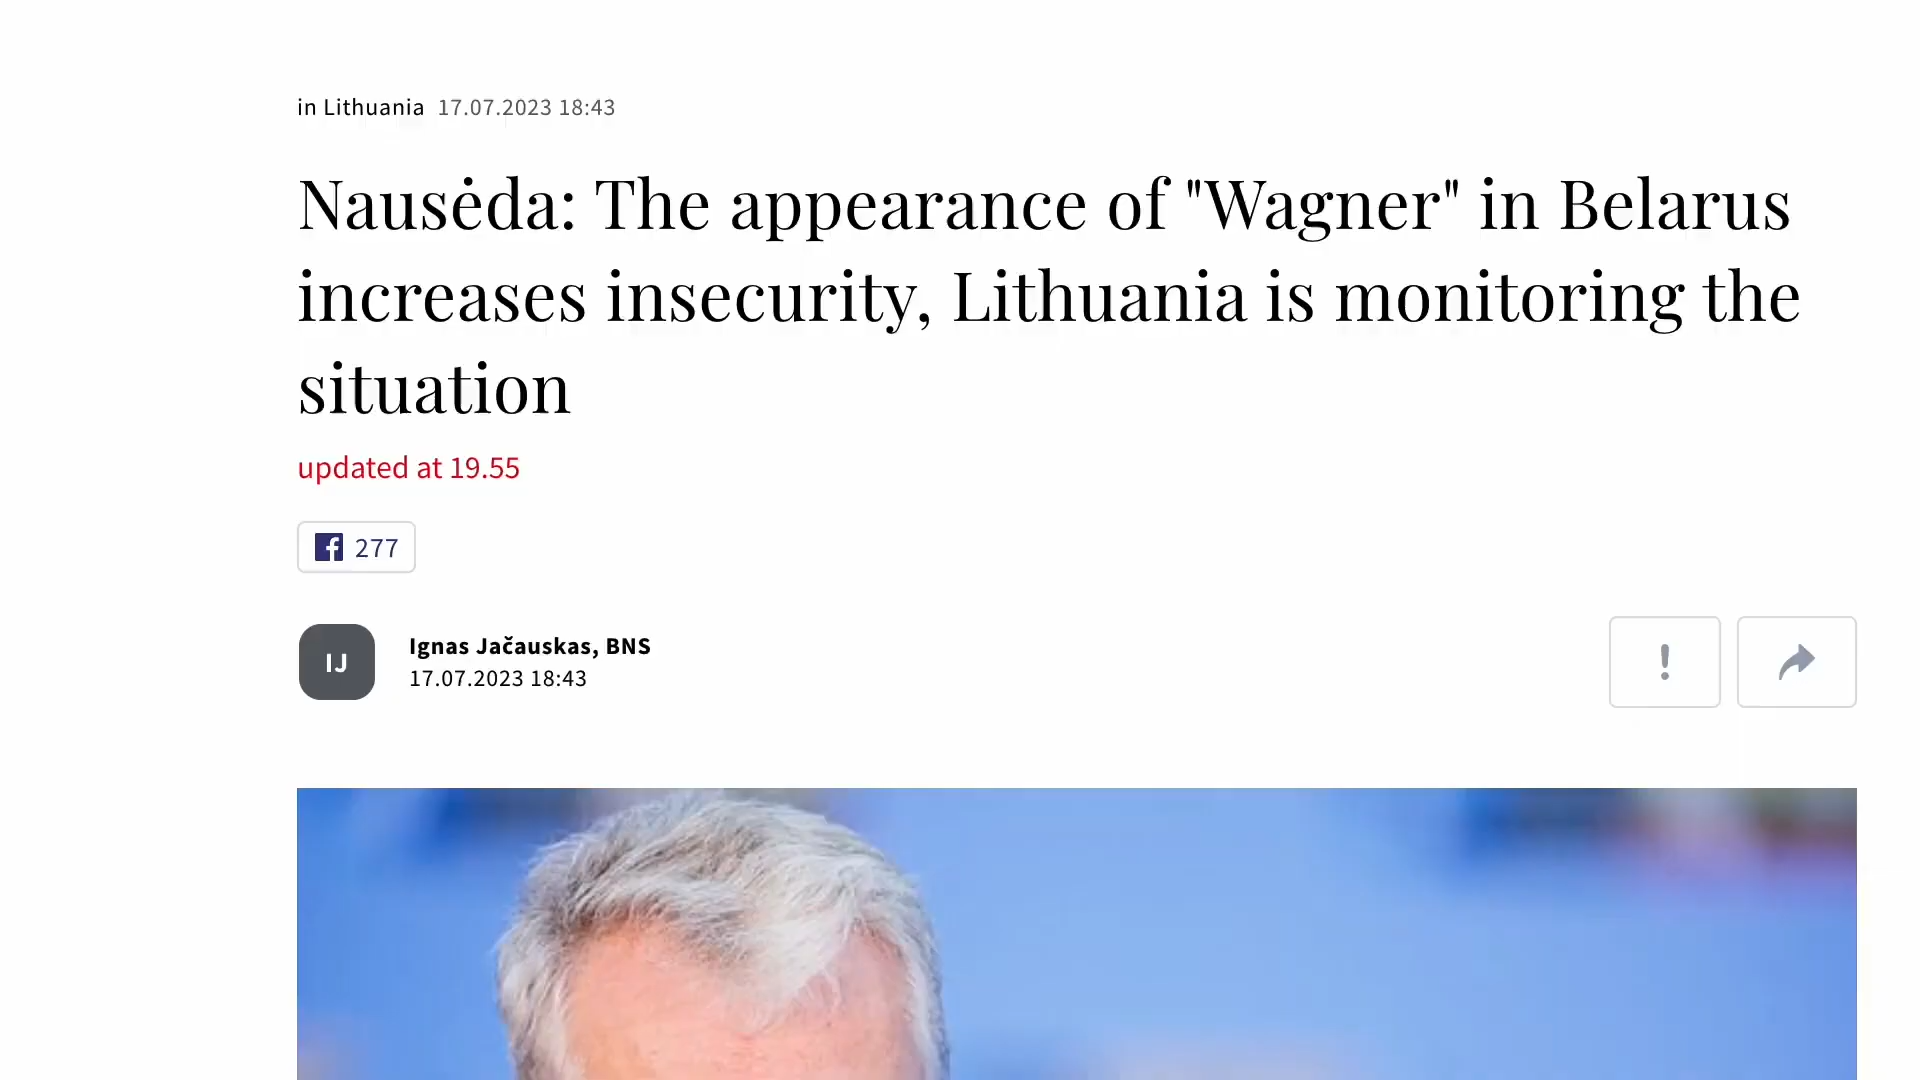 in Lithuania 17.07.2023 18:43
Nausėda: The appearance of "Wagner" in Belarus
increases insecurity, Lithuania is monitoring the
situation
updated at 19.55
277
IJ
Ignas Jačauskas, BNS
17.07.2023 18:43